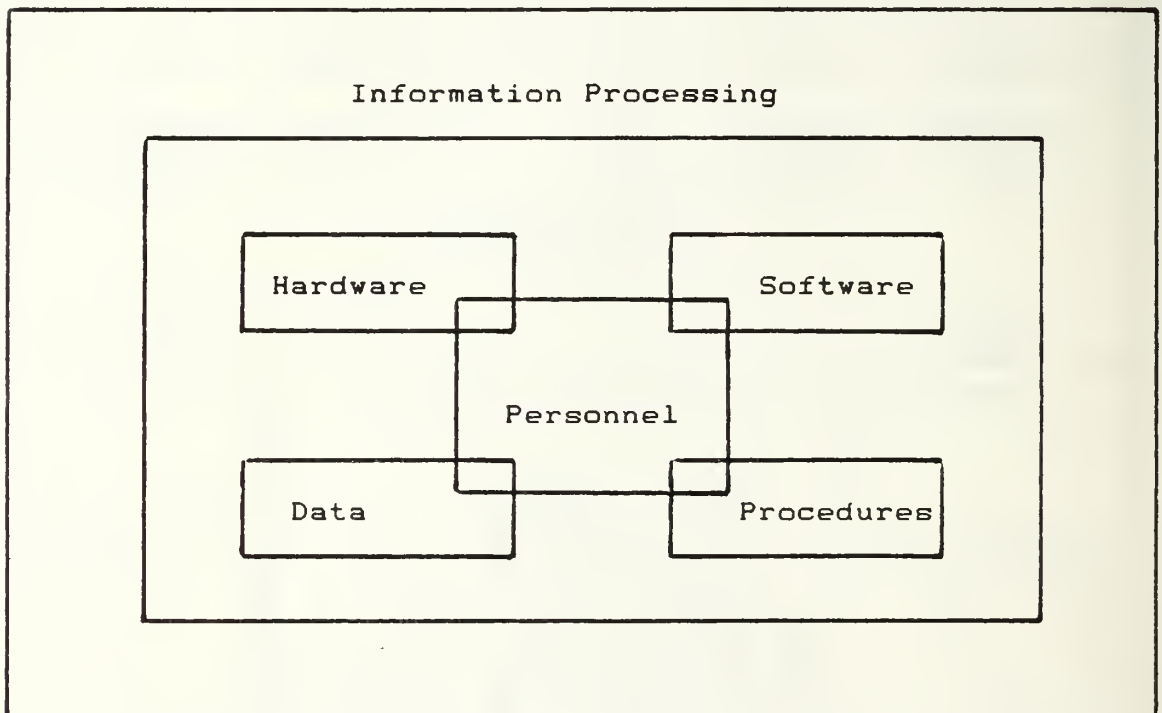 Information Processing
Hardware
Software
Personnel
Data
Procedures